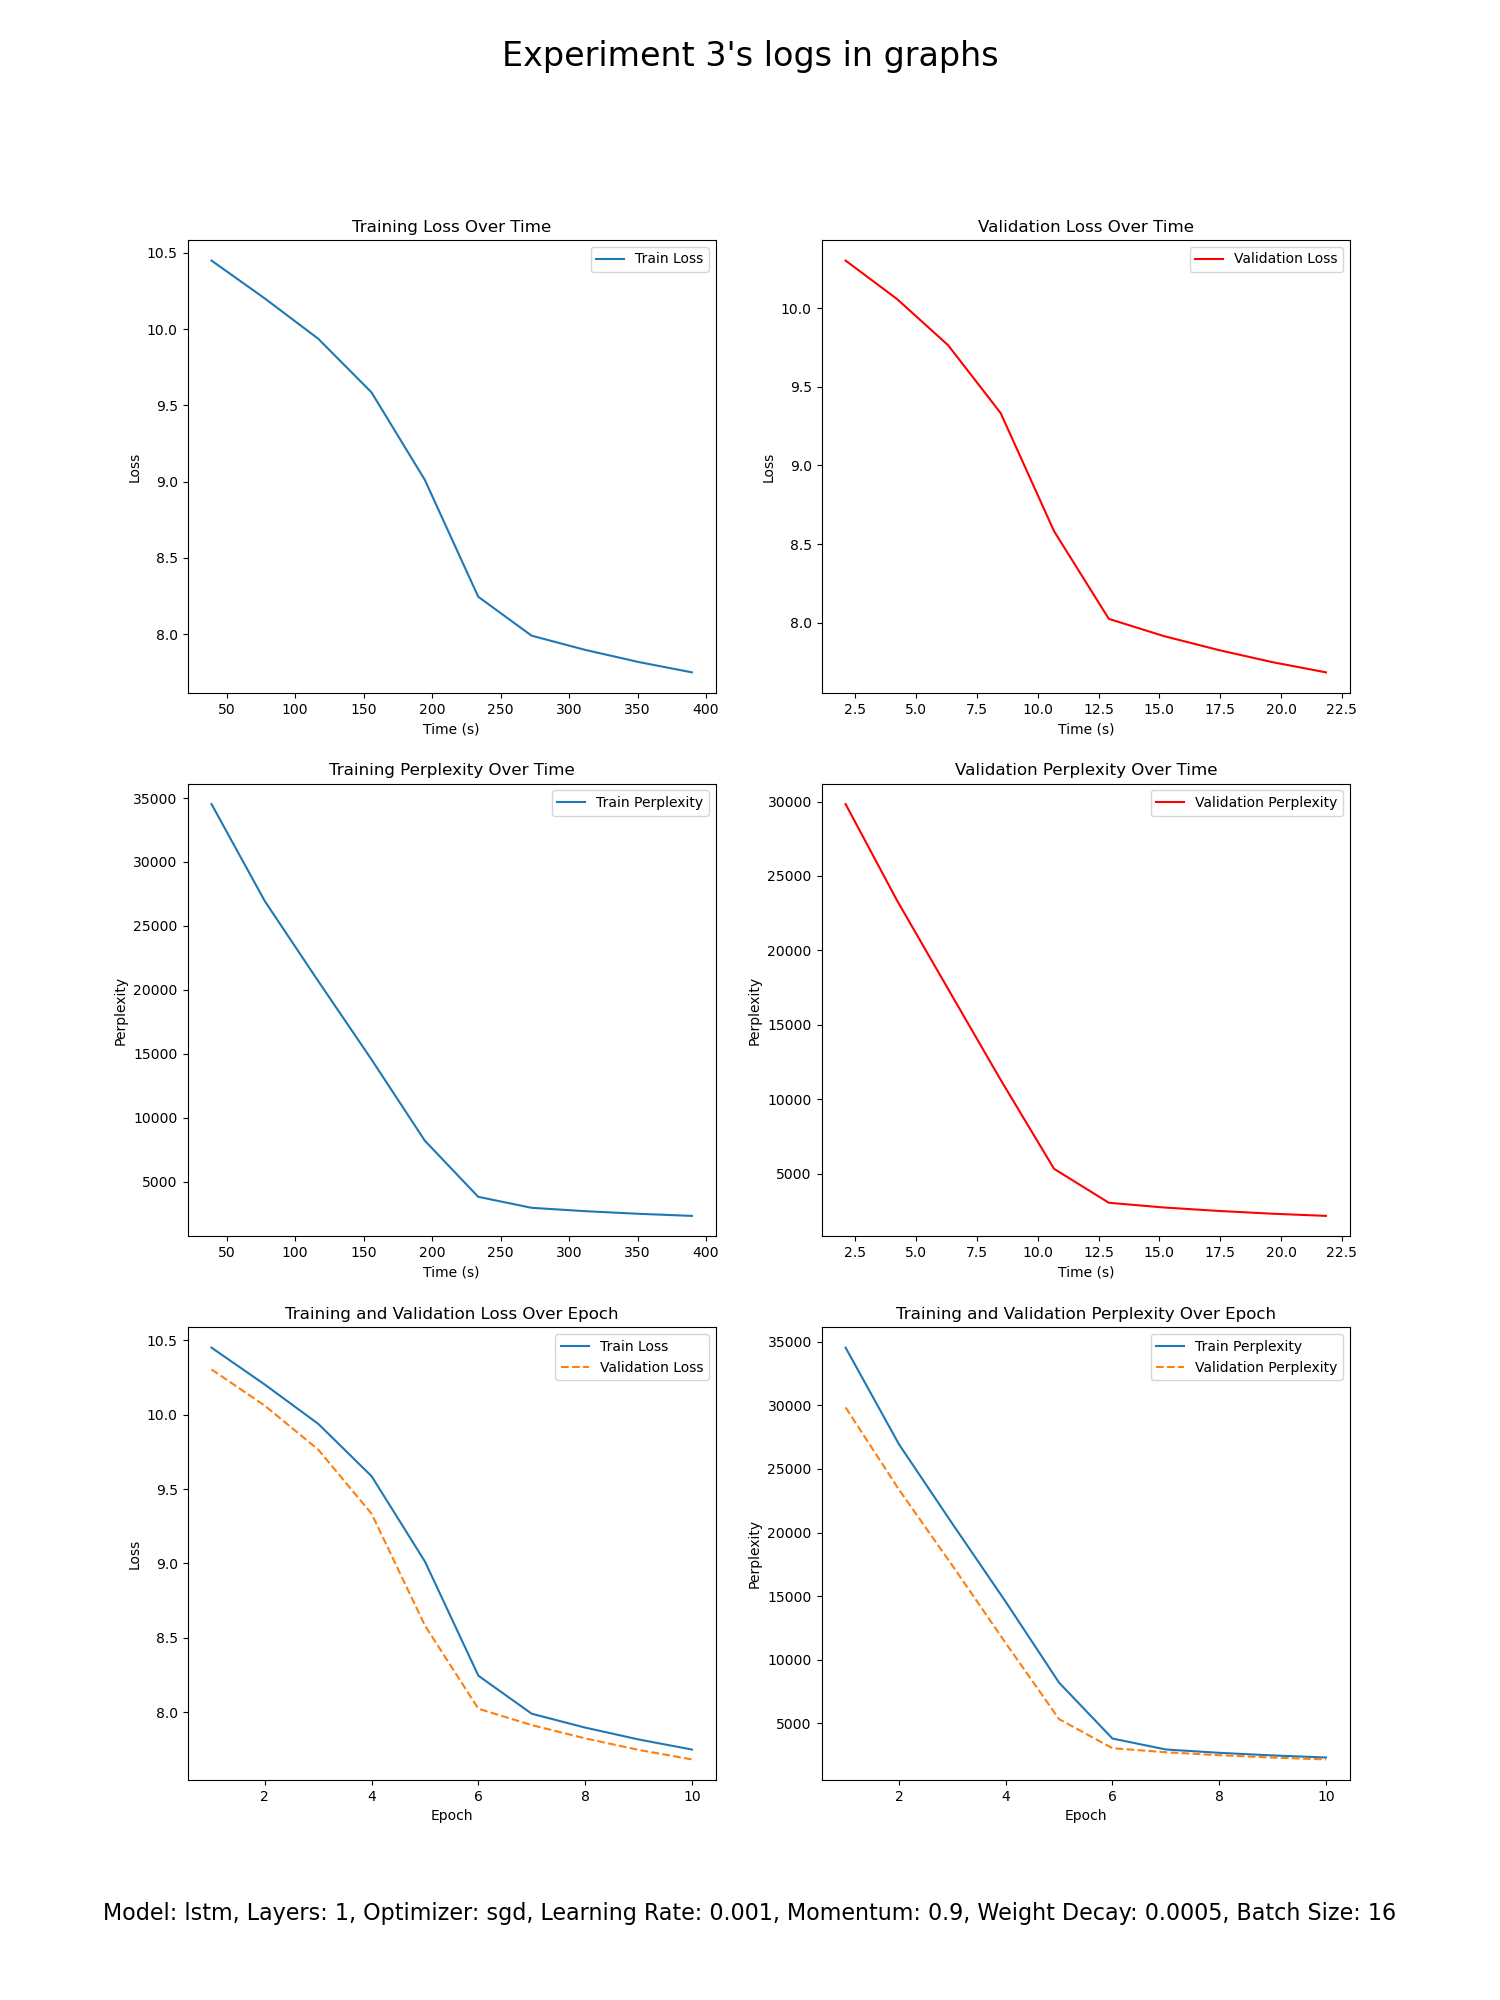 Experiment 3's logs in graphs
Training Loss Over Time
Train Loss
10.5
10.0
9.5
9.0
8.5
8.0
Loss
50 100 150 200 250 300 350 400
Time (s)
Validation Loss Over Time
Validation Loss
10.0
9.5
9.0
8.5
8.0
Loss
2.5 5.0 7.5 10.0 12.5 15.0 17.5 20.0 22.5
Time (s)
Training Perplexity Over Time
Train Perplexity
35000
30000
25000
20000
15000
10000
5000
Perplexity
50 100 150 200 250 300 350 400
Time (s)
Validation Perplexity Over Time
Validation Perplexity
30000
25000
20000
15000
10000
5000
Perplexity
2.5 5.0 7.5 10.0 12.5 15.0 17.5 20.0 22.5
Time (s)
Training and Validation Loss Over Epoch
Train Loss
Validation Loss
10.5
10.0
9.5
9.0
8.5
8.0
Loss
2 4 6 8 10
Epoch
Training and Validation Perplexity Over Epoch
Train Perplexity
Validation Perplexity
35000
30000
25000
20000
15000
10000
5000
Perplexity
2 4 6 8 10
Epoch
Model: lstm, Layers: 1, Optimizer: sgd, Learning Rate: 0.001, Momentum: 0.9, Weight Decay: 0.0005, Batch Size: 16